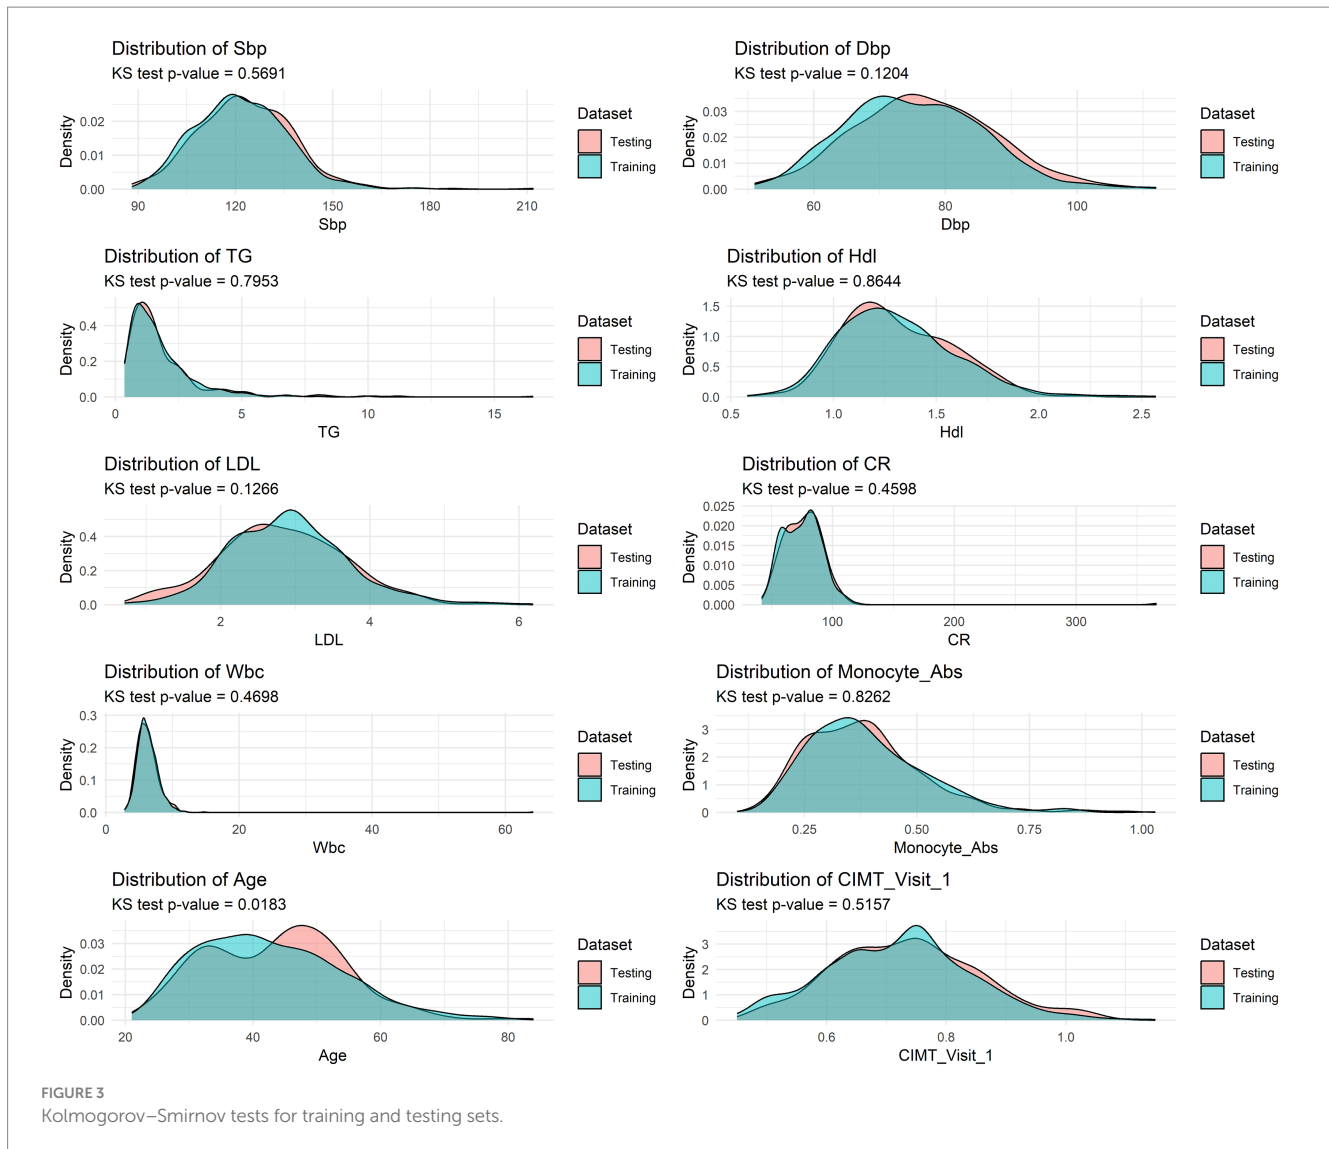 Distribution of Sbp
KS test p-value = 0.5691
Density
0.02
0.01
0.00
90 120 150 180 210
Sbp
Dataset
Testing
Training
Distribution of Dbp
KS test p-value = 0.1204
Density
0.03
0.02
0.01
0.00
60 80 100
Dbp
Dataset
Testing
Training
Distribution of TG
KS test p-value = 0.7953
Density
0.4
0.2
0.0
0 5 10 15
TG
Dataset
Testing
Training
Distribution of Hdl
KS test p-value = 0.8644
Density
1.5
1.0
0.5
0.0
0.5 1.0 1.5 2.0 2.5
Hdl
Dataset
Testing
Training
Distribution of LDL
KS test p-value = 0.1266
Density
0.4
0.2
0.0
2 4 6
LDL
Dataset
Testing
Training
Distribution of CR
KS test p-value = 0.4598
Density
0.025
0.020
0.015
0.010
0.005
0.000
100 200 300
CR
Dataset
Testing
Training
Distribution of Wbc
KS test p-value = 0.4698
Density
0.3
0.2
0.1
0.0
0 20 40 60
Wbc
Dataset
Testing
Training
Distribution of Monocyte_Abs
KS test p-value = 0.8262
Density
3
2
1
0
0.25 0.50 0.75 1.00
Monocyte_Abs
Dataset
Testing
Training
Distribution of Age
KS test p-value = 0.0183
Density
0.03
0.02
0.01
0.00
20 40 60 80
Age
Dataset
Testing
Training
Distribution of CIMT_Visit_1
KS test p-value = 0.5157
Density
3
2
1
0
0.6 0.8 1.0
CIMT_Visit_1
Dataset
Testing
Training
FIGURE 3
Kolmogorov–Smirnov tests for training and testing sets.